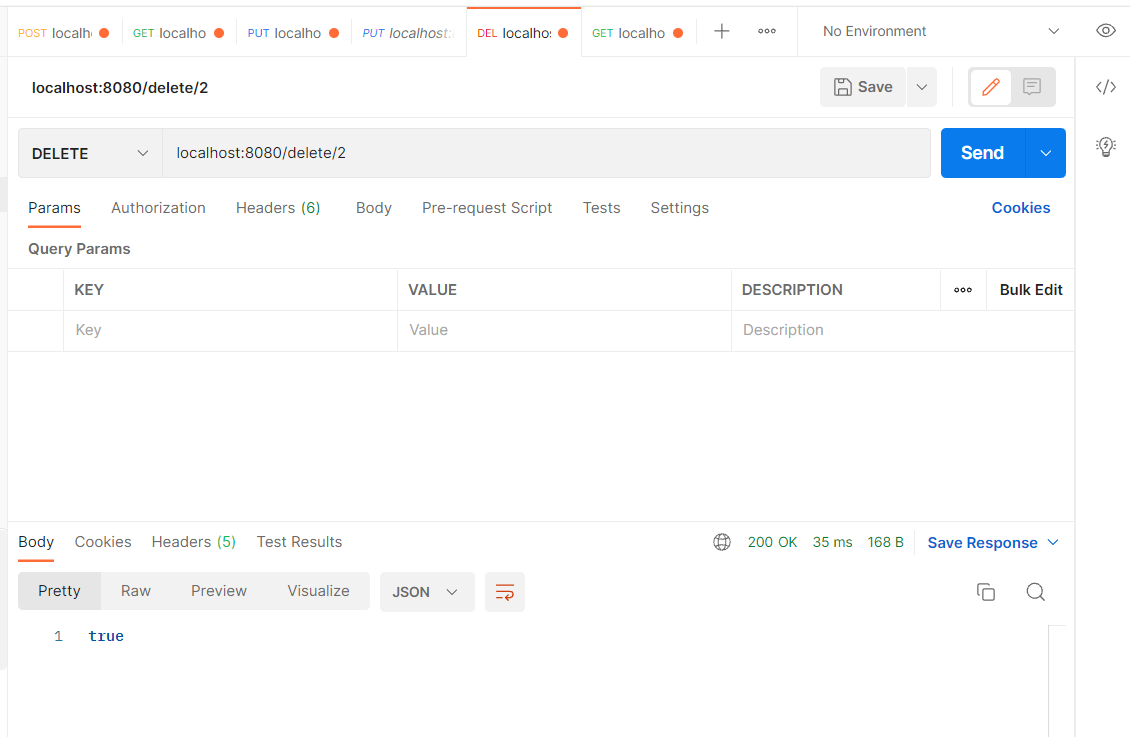 POST localh GET localho PUT localho PUT localhost: DEL localhos GET localho No Environment
localhost:8080/delete/2 Save
DELETE localhost:8080/delete/2 Send
Params Authorization Headers (6) Body Pre-request Script Tests Settings Cookies
Query Params
KEY VALUE DESCRIPTION Bulk Edit
Key Value Description
Body Cookies Headers (5) Test Results 200 OK 35 ms 168 B Save Response
Pretty Raw Preview Visualize JSON
1 true